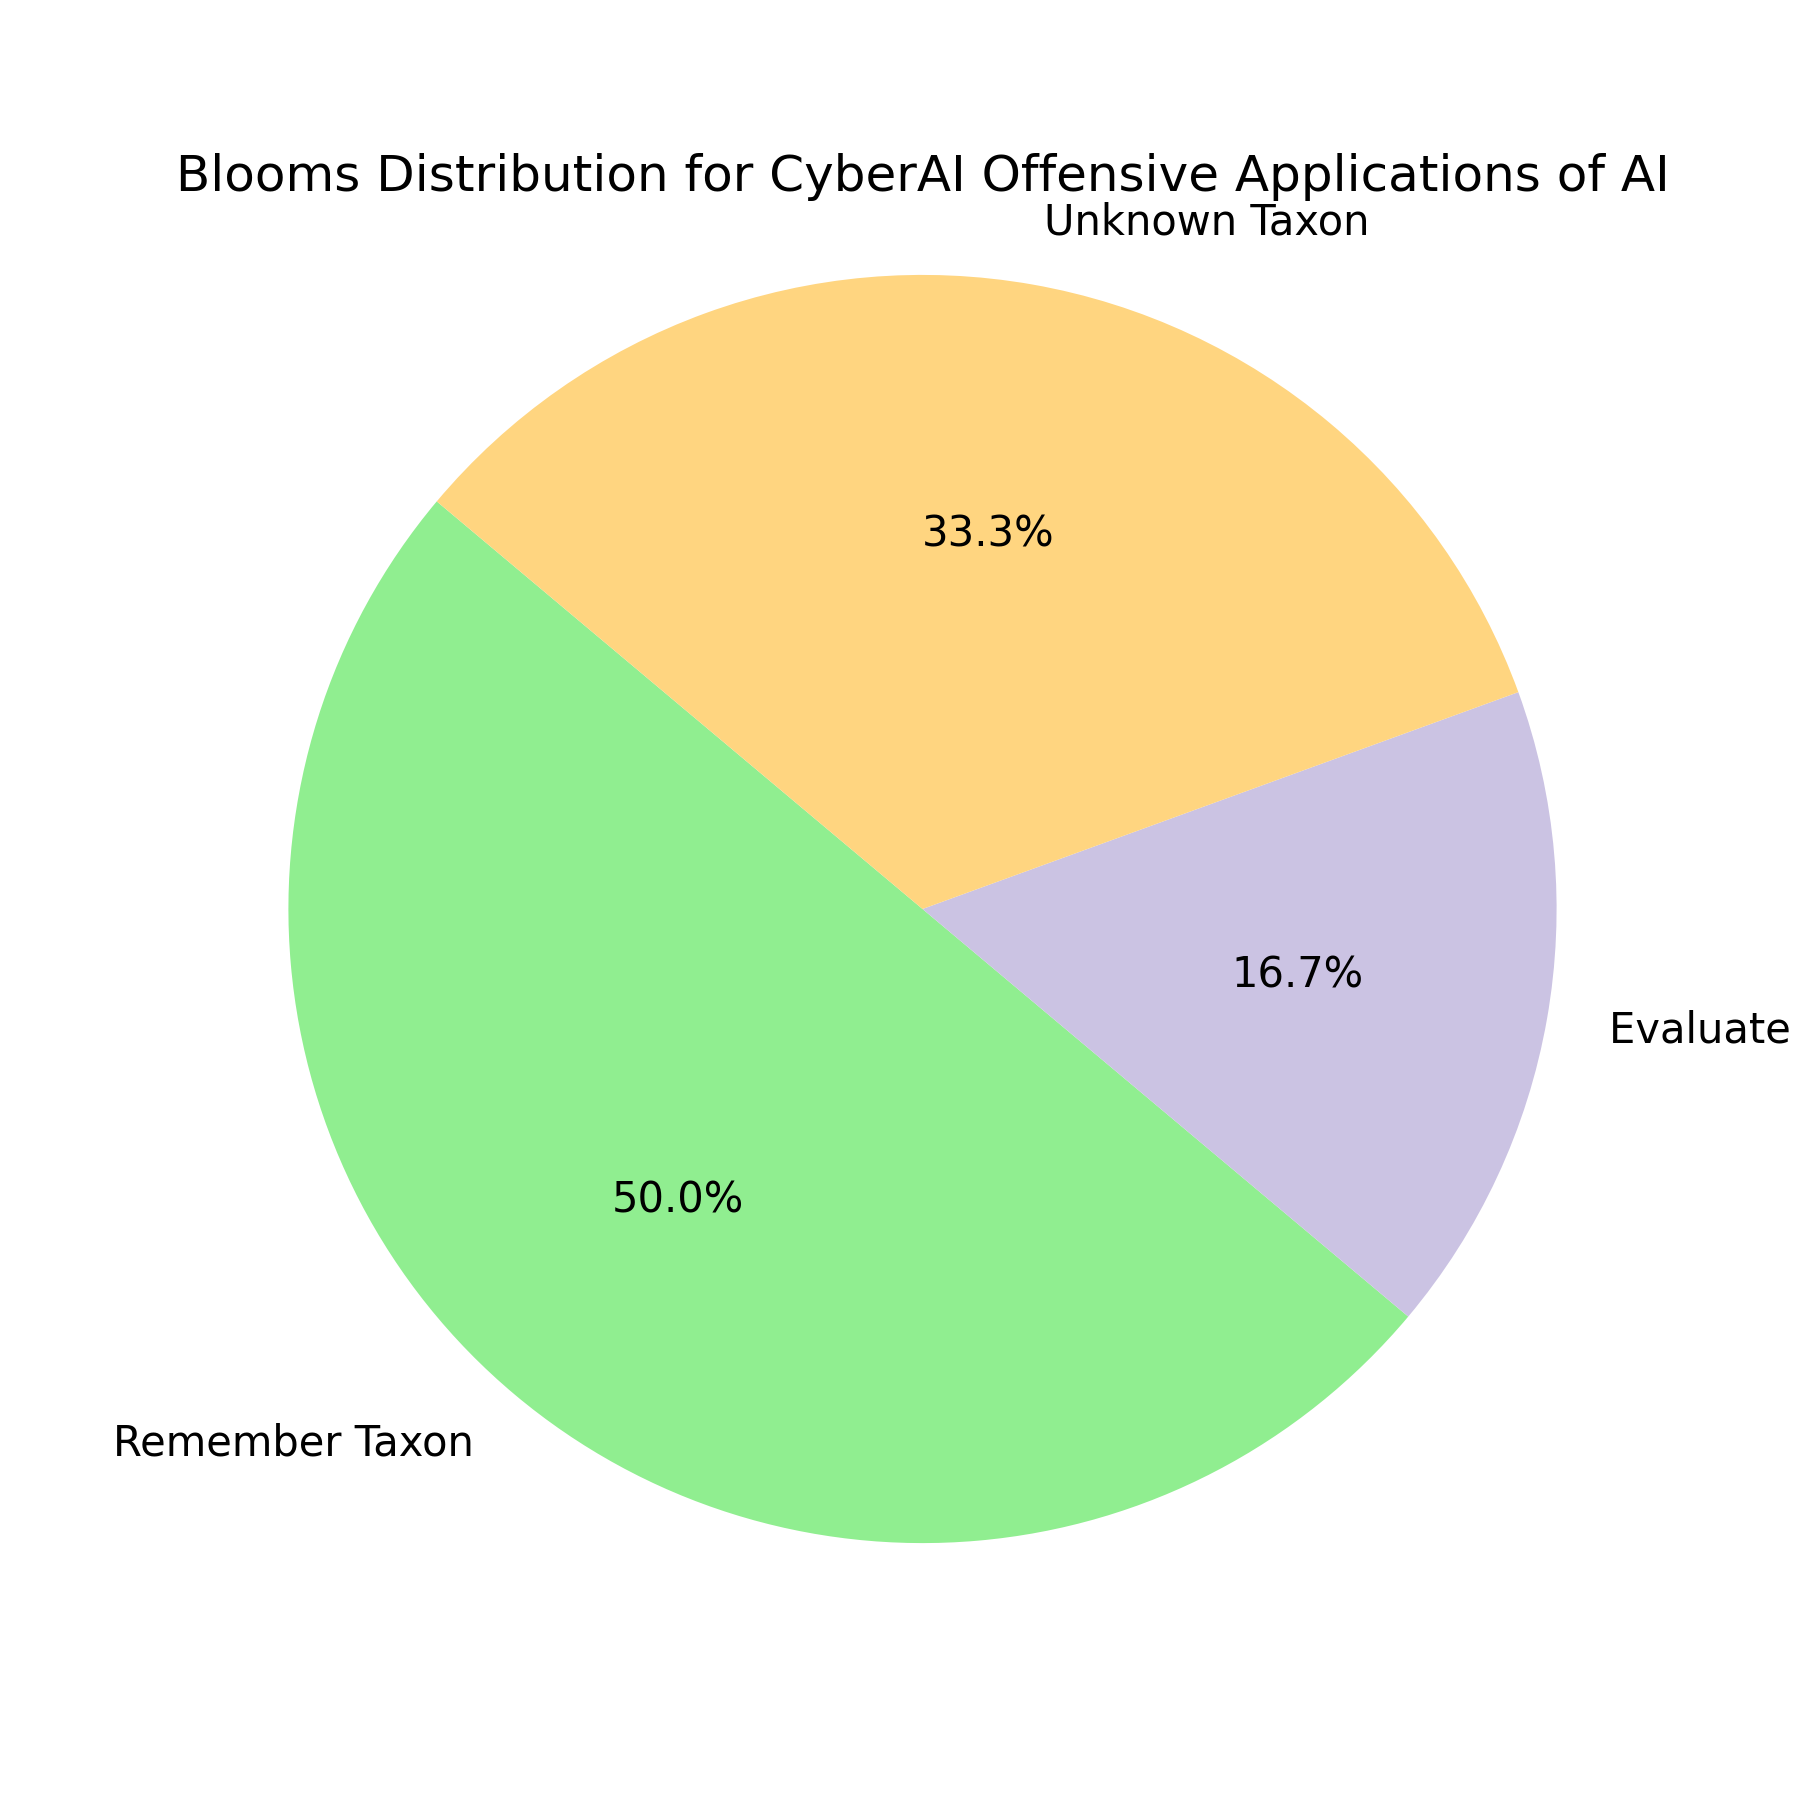 Blooms Distribution for CyberAI Offensive Applications of AI
Unknown Taxon
33.3%
16.7%
Evaluate
50.0%
Remember Taxon